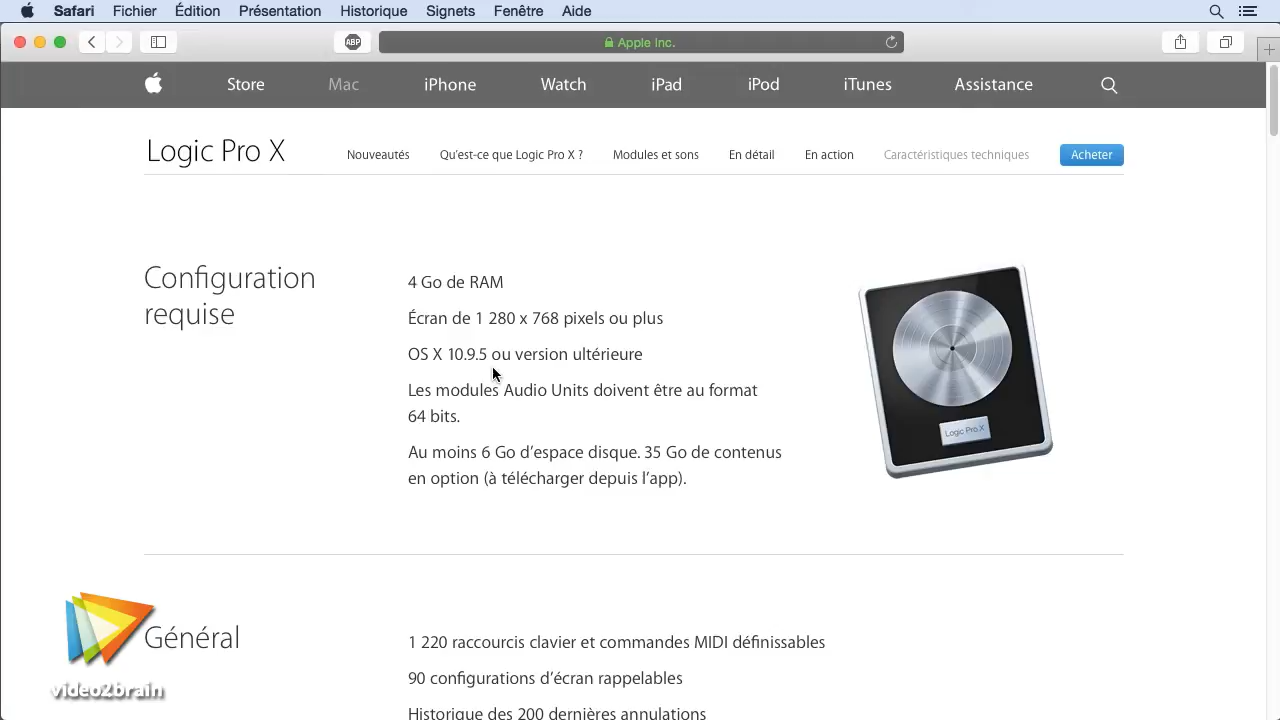 Safari Fichier Édition Présentation Historique Signets Fenêtre Aide
ABP Apple Inc.
Store Mac iPhone Watch iPad iPod iTunes Assistance
Logic Pro X Nouveautés Qu'est-ce que Logic Pro X ? Modules et sons En détail En action Caractéristiques techniques Acheter
Configuration
requise
4 Go de RAM
Écran de 1 280 x 768 pixels ou plus
OS X 10.9.5 ou version ultérieure
Les modules Audio Units doivent être au format
64 bits.
Au moins 6 Go d’espace disque. 35 Go de contenus
en option (à télécharger depuis l’app).
Logic Pro X
Général
1 220 raccourcis clavier et commandes MIDI définissables
90 configurations d’écran rappelables
Historique des 200 dernières annulations
video2brain